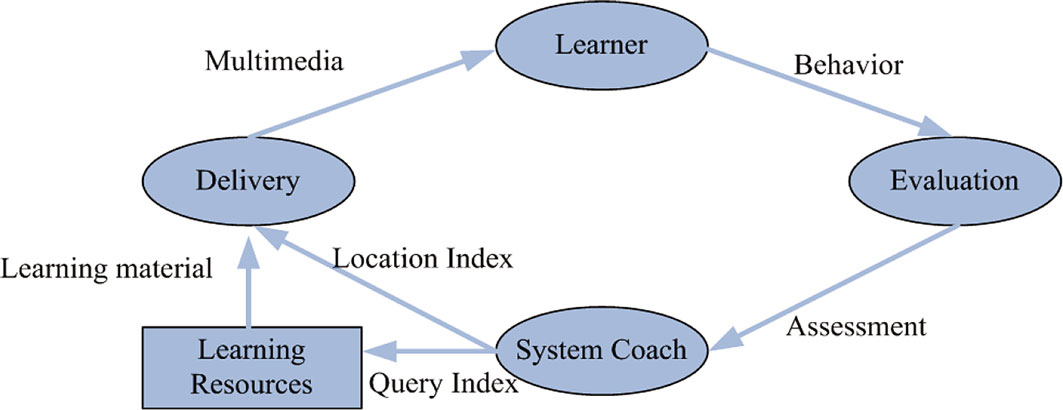 Learner
Multimedia
Behavior
Delivery
Evaluation
Location Index
Learning material
Assessment
Learning
Resources
System Coach
Query Index